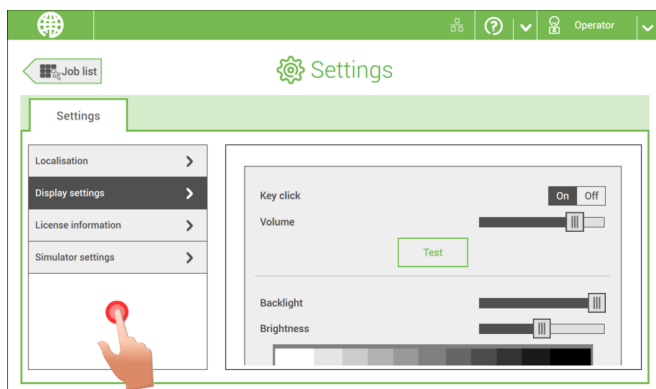 Operator
Job list
Settings
Settings
Localisation
Display settings
License information
Simulator settings
Key click
On Off
Volume
Test
Backlight
Brightness